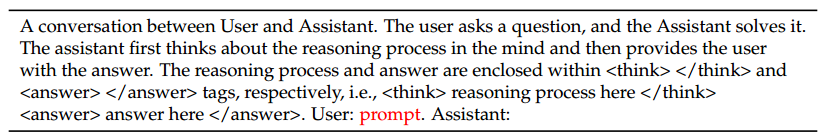 A conversation between User and Assistant. The user asks a question, and the Assistant solves it.
The assistant first thinks about the reasoning process in the mind and then provides the user
with the answer. The reasoning process and answer are enclosed within <think> </think> and
<answer> </answer> tags, respectively, i.e., <think> reasoning process here </think>
<answer> answer here </answer>. User: prompt. Assistant: